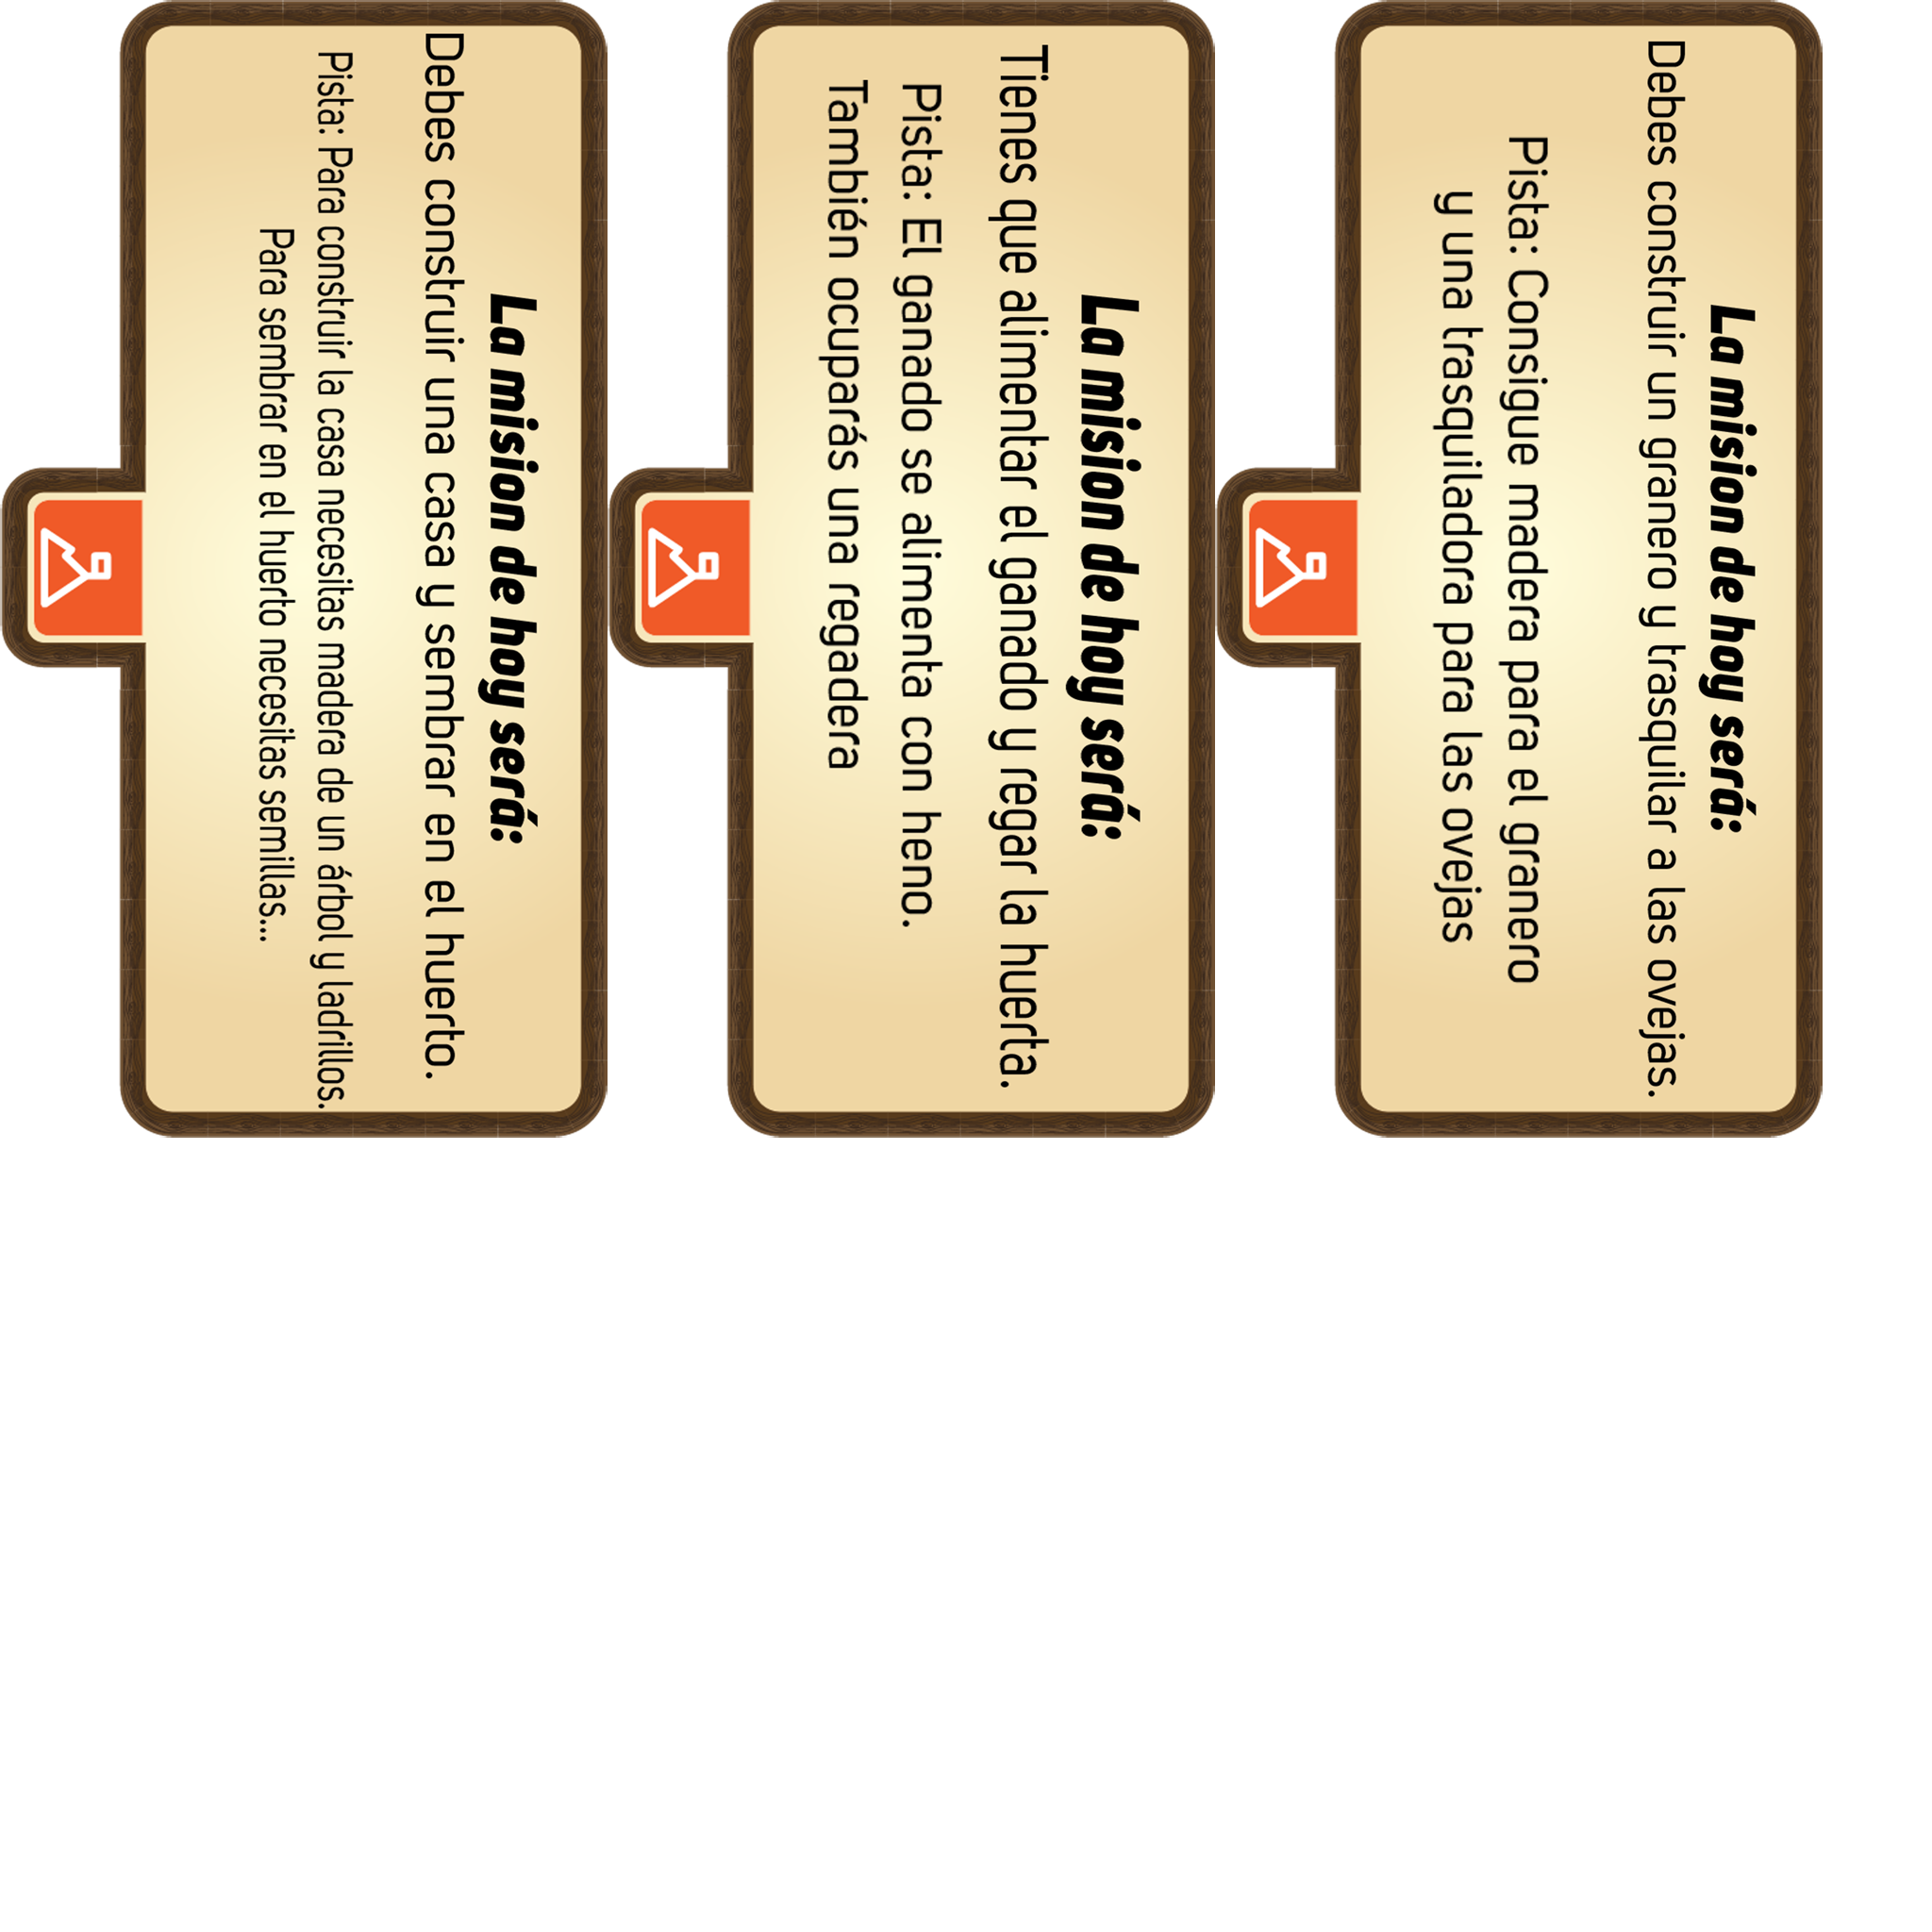 La mision de hoy será:
Debes construir una casa y sembrar en el huerto.
Pista: Para construir la casa necesitas madera de un árbol y ladrillos.
Para sembrar en el huerto necesitas semillas...
La mision de hoy será:
Tienes que alimentar el ganado y regar la huerta.
Pista: El ganado se alimenta con heno.
También ocuparás una regadera
La mision de hoy será:
Debes construir un granero y trasquilar a las ovejas.
Pista: Consigue madera para el granero
y una trasquiladora para las ovejas